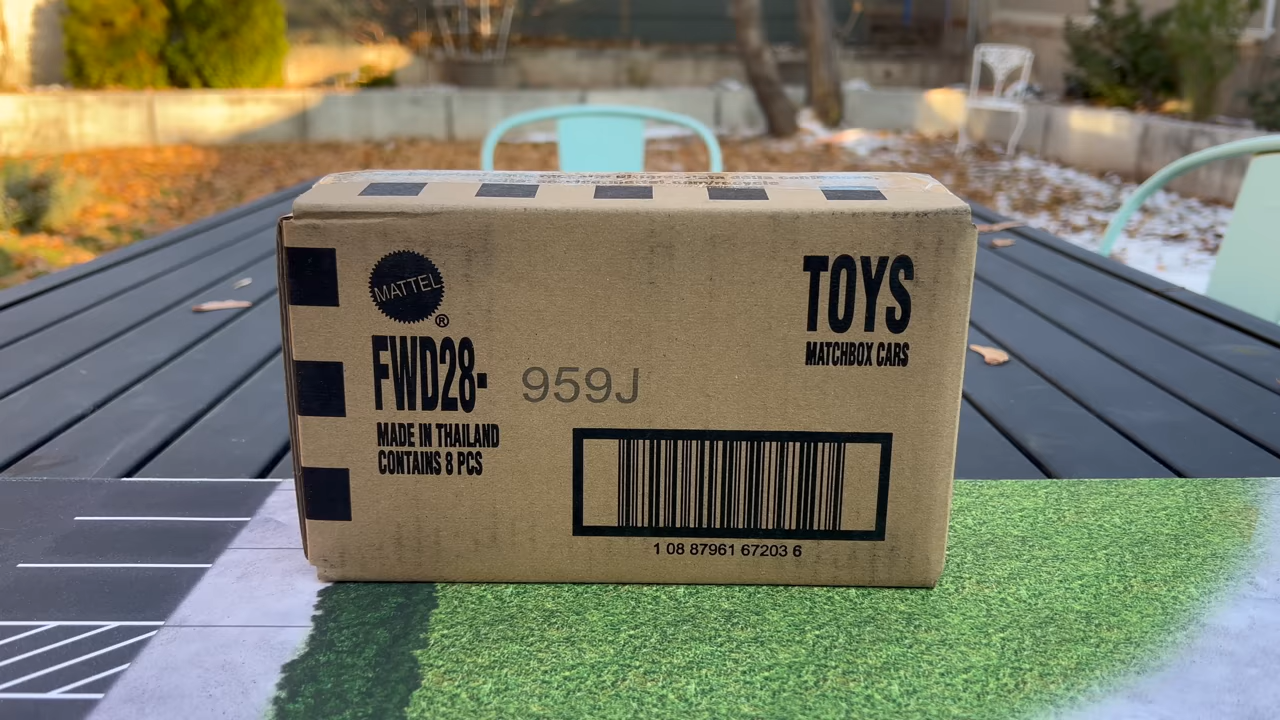 MATTEL
®
TOYS
MATCHBOX CARS
FWD28-
959J
MADE IN THAILAND
CONTAINS 8 PCS
1 08 87961 67203 6